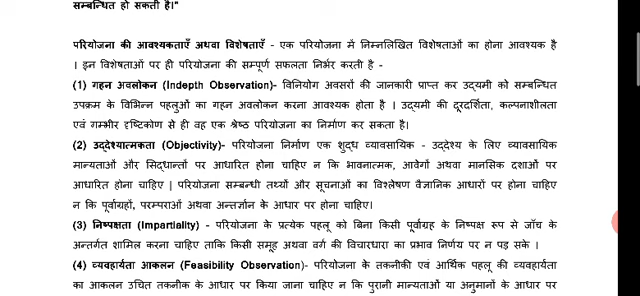 सम्बन्धित हो सकती है।"
परियोजना की आवश्यकताएँ अथवा विशेषताएँ - एक परियोजना में निम्नलिखित विशेषताओं का होना आवश्यक है
। इन विशेषताओं पर ही परियोजना की सम्पूर्ण सफलता निर्भर करती है -
(1) गहन अवलोकन (Indepth Observation)- विनियोग अवसरों की जानकारी प्राप्त कर उद्यमी को सम्बन्धित
उपक्रम के विभिन्न पहलुओं का गहन अवलोकन करना आवश्यक होता है । उद्यमी की दूरदर्शिता, कल्पनाशीलता
एवं गम्भीर दृष्टिकोण से ही वह एक श्रेष्ठ परियोजना का निर्माण कर सकता है।
(2) उद्देश्यात्मकता (Objectivity)- परियोजना निर्माण एक शुद्ध व्यावसायिक - उद्देश्य के लिए व्यावसायिक
मान्यताओं और सिद्धान्तों पर आधारित होना चाहिए न कि भावनात्मक, आवेगों अथवा मानसिक दशाओं पर
आधारित होना चाहिए | परियोजना सम्बन्धी तथ्यों और सूचनाओं का विश्लेषण वैज्ञानिक आधारों पर होना चाहिए
न कि पूर्वाग्रहों, परम्पराओं अथवा अन्तर्ज्ञान के आधार पर होना चाहिए।
(3) निष्पक्षता (Impartiality) - परियोजना के प्रत्येक पहलू को बिना किसी पूर्वाग्रह के निष्पक्ष रूप से जाँच के
अन्तर्गत शामिल करना चाहिए ताकि किसी समूह अथवा वर्ग की विचारधारा का प्रभाव निर्णय पर न पड़ सके ।
(4) व्यवहार्यता आकलन (Feasibility Observation)- परियोजना के तकनीकी एवं आर्थिक पहलू की व्यवहार्यता
का आकलन उचित तकनीक के आधार पर किया जाना चाहिए न कि पुरानी मान्यताओं या अनुमानों के आधार पर